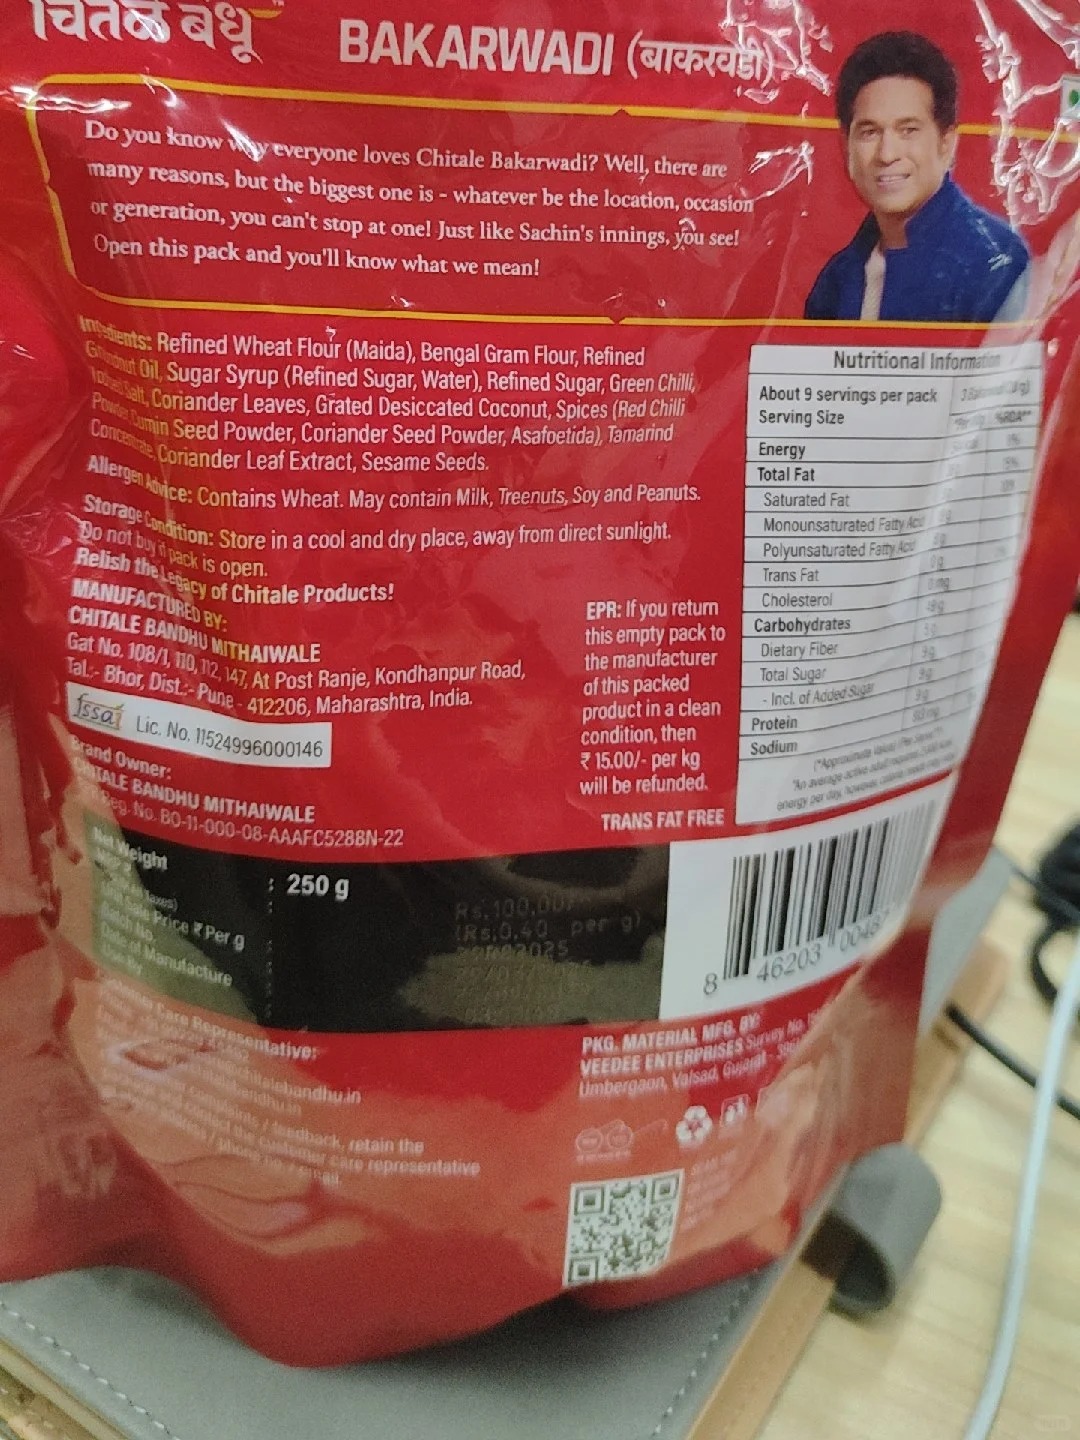 चितळे बंधू
BAKARWADI (बाकरवडी)
Do you know why everyone loves Chitale Bakarwadi? Well, there are
many reasons, but the biggest one is - whatever be the location, occasion
or generation, you can't stop at one! Just like Sachin's innings, you see!
Open this pack and you'll know what we mean!
Ingredients: Refined Wheat Flour (Maida), Bengal Gram Flour, Refined
Groundnut Oil, Sugar Syrup (Refined Sugar, Water), Refined Sugar, Green Chilli,
Iodised Salt, Coriander Leaves, Grated Desiccated Coconut, Spices (Red Chilli
Powder, Cumin Seed Powder, Coriander Seed Powder, Asafoetida), Tamarind
Concentrate, Coriander Leaf Extract, Sesame Seeds.
Allergen Advice: Contains Wheat. May contain Milk, Treenuts, Soy and Peanuts.
Storage Condition: Store in a cool and dry place, away from direct sunlight.
Do not buy if pack is open.
Relish the Legacy of Chitale Products!
MANUFACTURED BY:
CHITALE BANDHU MITHAIWALE
Gat No. 108/1, 110, 112, 147, At Post Ranje, Kondhanpur Road,
Tal.:- Bhor, Dist.:- Pune - 412206, Maharashtra, India.
fssai Lic. No. 11524996000146
Brand Owner:
CHITALE BANDHU MITHAIWALE
Reg. No. BO-11-000-08-AAAFC5288N-22
EPR: If you return
this empty pack to
the manufacturer
of this packed
product in a clean
condition, then
₹ 15.00/- per kg
will be refunded.
TRANS FAT FREE
Nutritional Information
About 9 servings per pack
Serving Size
%RDA**
Energy
Total Fat
Saturated Fat
Monounsaturated Fatty Acid
Polyunsaturated Fatty Acid
Trans Fat
Cholesterol
Carbohydrates
Dietary Fiber
Total Sugar
- Incl. of Added Sugar
Protein
Sodium
Net Weight : 250 g
Rs.100.00
Price ₹ Per g (Rs.0.40 per g)
Batch No.
Date of Manufacture
8 46203 0048
Customer Care Representative:
complaints / feedback, retain the
contact the customer care representative
PKG. MATERIAL MFG. BY:
VEEDEE ENTERPRISES Survey No.
Umbergaon, Valsad, Gujarat